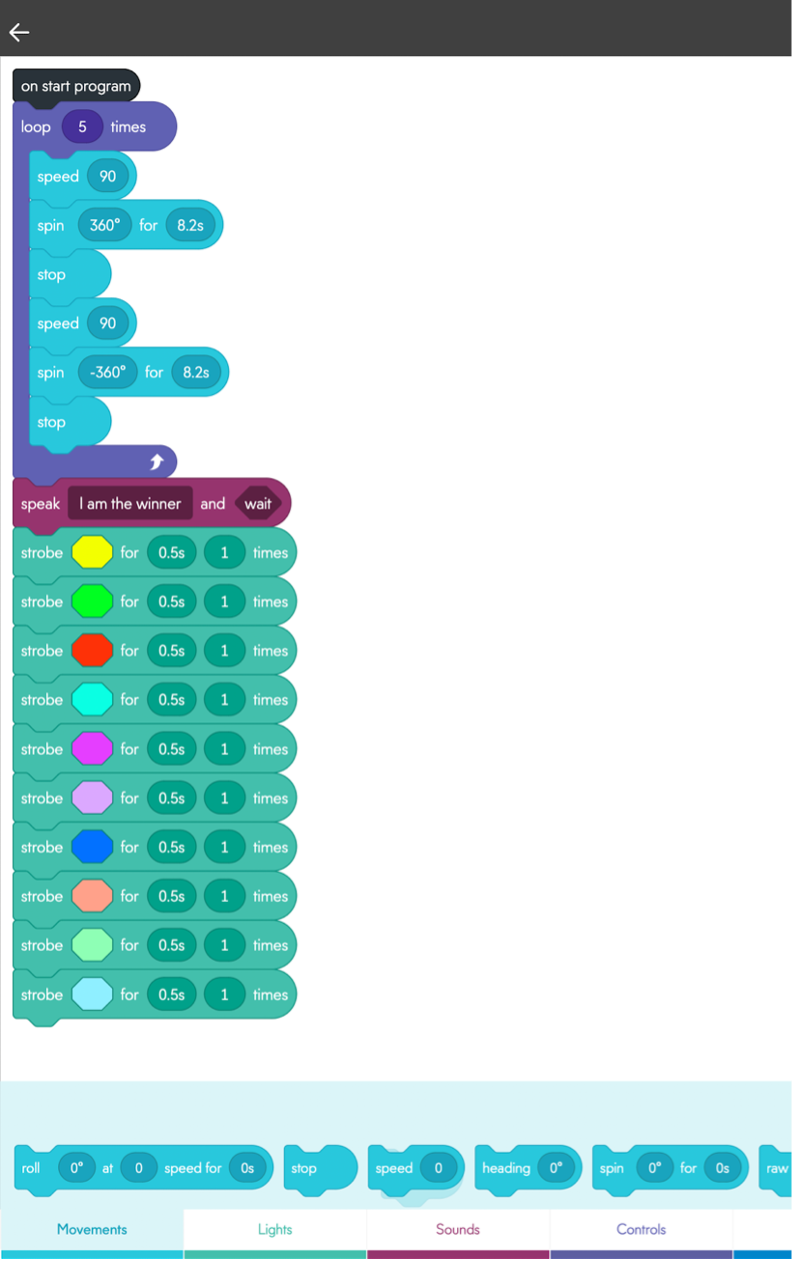 on start program
loop 5 times
speed 90
spin 360° for 8.2s
stop
speed 90
spin -360° for 8.2s
stop
speak I am the winner and wait
strobe for 0.5s 1 times
strobe for 0.5s 1 times
strobe for 0.5s 1 times
strobe for 0.5s 1 times
strobe for 0.5s 1 times
strobe for 0.5s 1 times
strobe for 0.5s 1 times
strobe for 0.5s 1 times
strobe for 0.5s 1 times
strobe for 0.5s 1 times
roll 0° at 0 speed for 0s stop speed 0 heading 0° spin 0° for 0s raw
Movements Lights Sounds Controls